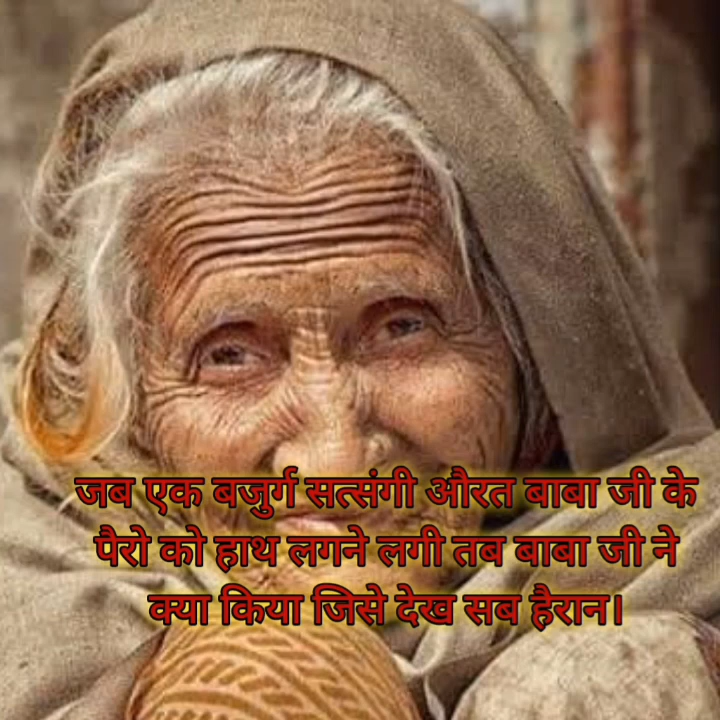 जब एक बजुर्ग सत्संगी औरत बाबा जी के
पैरो को हाथ लगने लगी तब बाबा जी ने
क्या किया जिसे देख सब हैरान।